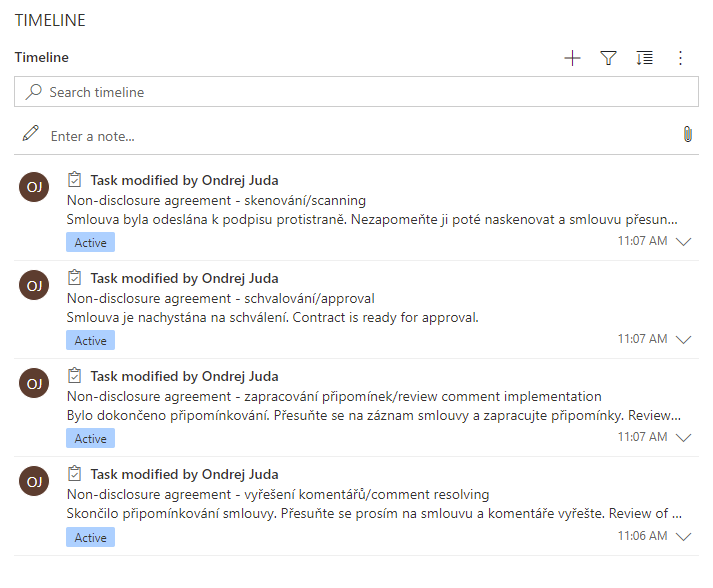 TIMELINE
Timeline
Search timeline
Enter a note...
OJ
Task modified by Ondrej Juda
Non-disclosure agreement - skenování/scanning
Smlouva byla odeslána k podpisu protistraně. Nezapomeňte ji poté naskenovat a smlouvu přesun...
Active
11:07 AM
OJ
Task modified by Ondrej Juda
Non-disclosure agreement - schvalování/approval
Smlouva je nachystána na schválení. Contract is ready for approval.
Active
11:07 AM
OJ
Task modified by Ondrej Juda
Non-disclosure agreement - zapracování připomínek/review comment implementation
Bylo dokončeno připomínkování. Přesuňte se na záznam smlouvy a zapracujte připomínky. Review...
Active
11:07 AM
OJ
Task modified by Ondrej Juda
Non-disclosure agreement - vyřešení komentářů/comment resolving
Skončilo připomínkování smlouvy. Přesuňte se prosím na smlouvu a komentáře vyřešte. Review of ...
Active
11:06 AM